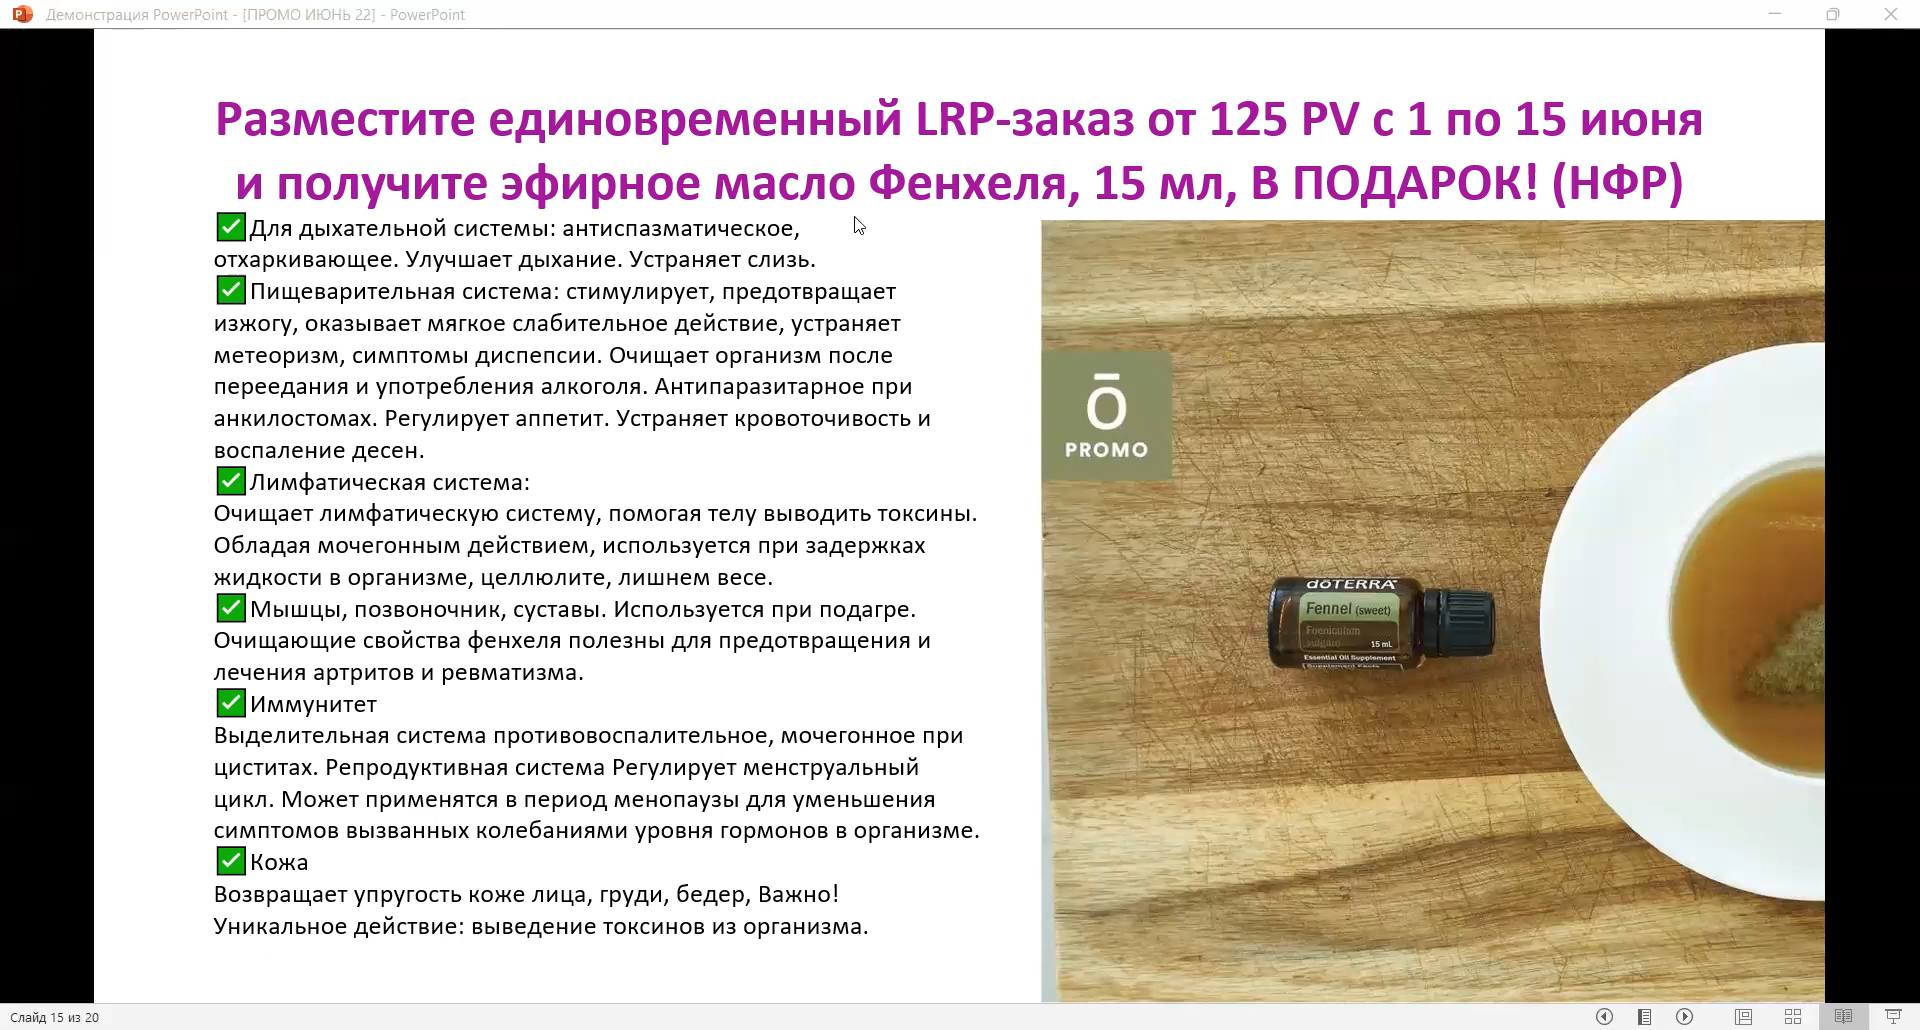 Демонстрация PowerPoint - [ПРОМО ИЮНЬ 22] - PowerPoint
Разместите единовременный LRP-заказ от 125 PV с 1 по 15 июня
и получите эфирное масло Фенхеля, 15 мл, В ПОДАРОК! (НФР)
✅Для дыхательной системы: антиспазматическое,
отхаркивающее. Улучшает дыхание. Устраняет слизь.
✅Пищеварительная система: стимулирует, предотвращает
изжогу, оказывает мягкое слабительное действие, устраняет
метеоризм, симптомы диспепсии. Очищает организм после
переедания и употребления алкоголя. Антипаразитарное при
анкилостомах. Регулирует аппетит. Устраняет кровоточивость и
воспаление десен.
✅Лимфатическая система:
Очищает лимфатическую систему, помогая телу выводить токсины.
Обладая мочегонным действием, используется при задержках
жидкости в организме, целлюлите, лишнем весе.
✅Мышцы, позвоночник, суставы. Используется при подагре.
Очищающие свойства фенхеля полезны для предотвращения и
лечения артритов и ревматизма.
✅Иммунитет
Выделительная система противовоспалительное, мочегонное при
циститах. Репродуктивная система Регулирует менструальный
цикл. Может применятся в период менопаузы для уменьшения
симптомов вызванных колебаниями уровня гормонов в организме.
✅Кожа
Возвращает упругость коже лица, груди, бедер, Важно!
Уникальное действие: выведение токсинов из организма.
Ō
PROMO
dōTERRA
Fennel (sweet)
Foeniculum
vulgare
15 mL
Essential Oil Supplement
Supplement Facts
Слайд 15 из 20